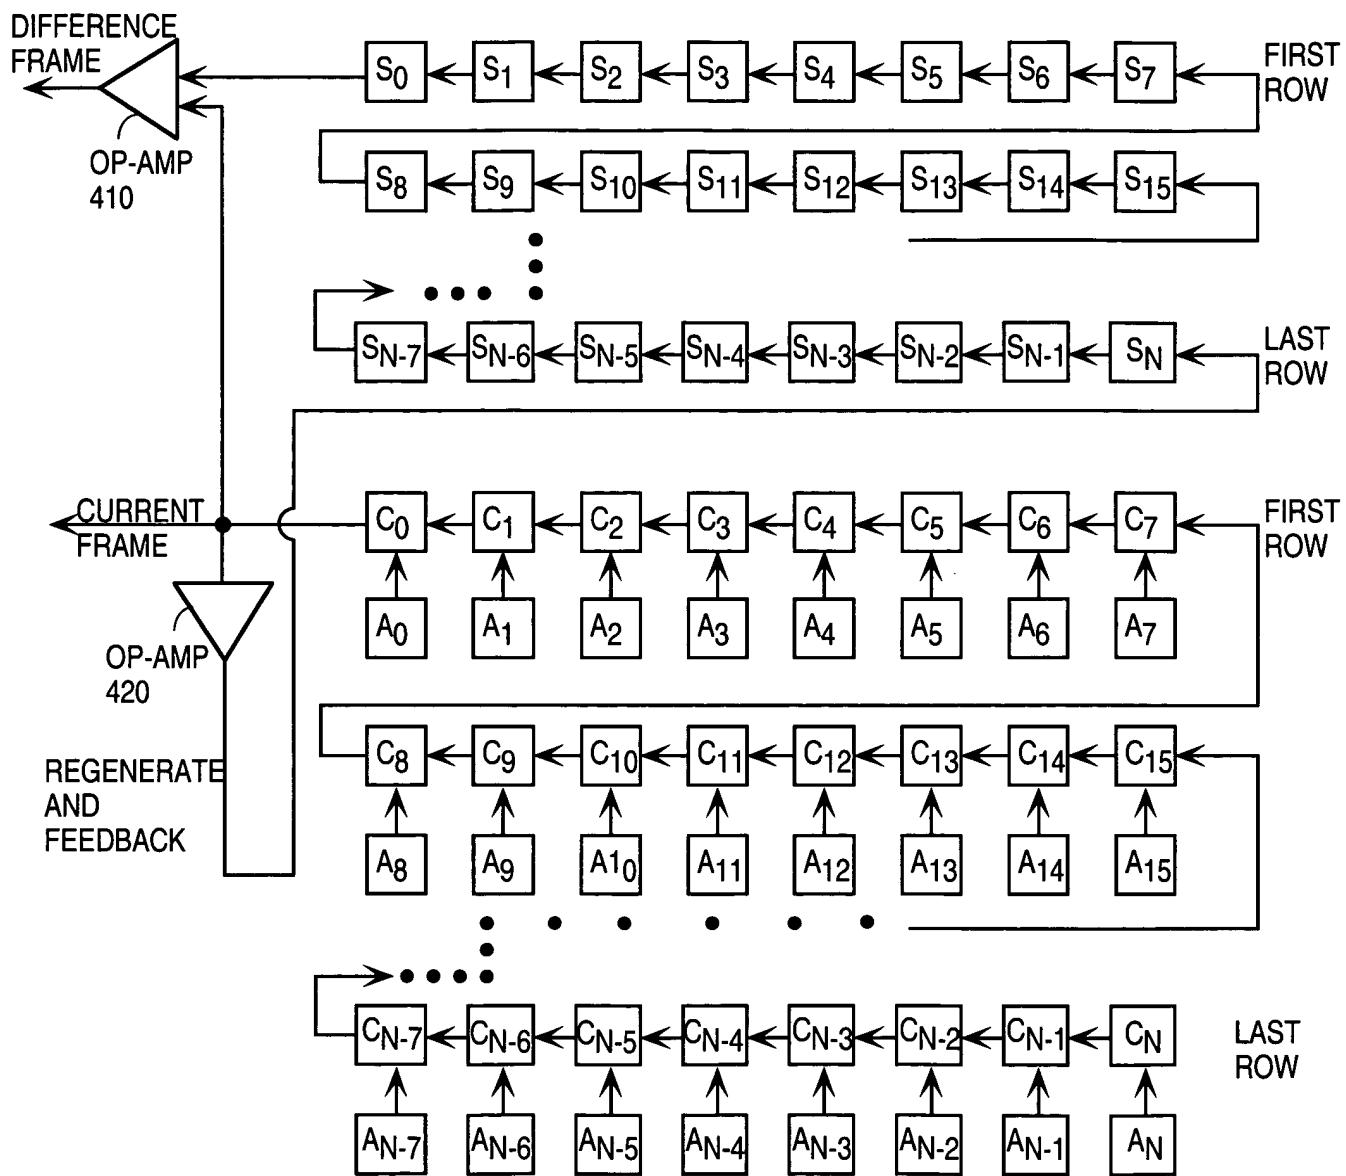 DIFFERENCE
FRAME
OP-AMP
410
S0 S1 S2 S3 S4 S5 S6 S7
FIRST
ROW
S8 S9 S10 S11 S12 S13 S14 S15
SN-7 SN-6 SN-5 SN-4 SN-3 SN-2 SN-1 SN
LAST
ROW
CURRENT
FRAME
C0 C1 C2 C3 C4 C5 C6 C7
FIRST
ROW
A0 A1 A2 A3 A4 A5 A6 A7
OP-AMP
420
C8 C9 C10 C11 C12 C13 C14 C15
REGENERATE
AND
FEEDBACK
A8 A9 A10 A11 A12 A13 A14 A15
CN-7 CN-6 CN-5 CN-4 CN-3 CN-2 CN-1 CN
LAST
ROW
AN-7 AN-6 AN-5 AN-4 AN-3 AN-2 AN-1 AN